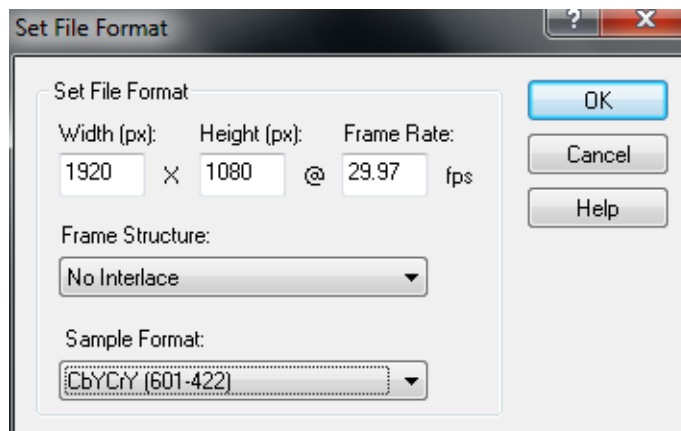 Set File Format
? X
Set File Format
OK
Width (px): Height (px): Frame Rate:
1920 X 1080 @ 29.97 fps
Cancel
Help
Frame Structure:
No Interlace
Sample Format:
CbYCrY (601-422)